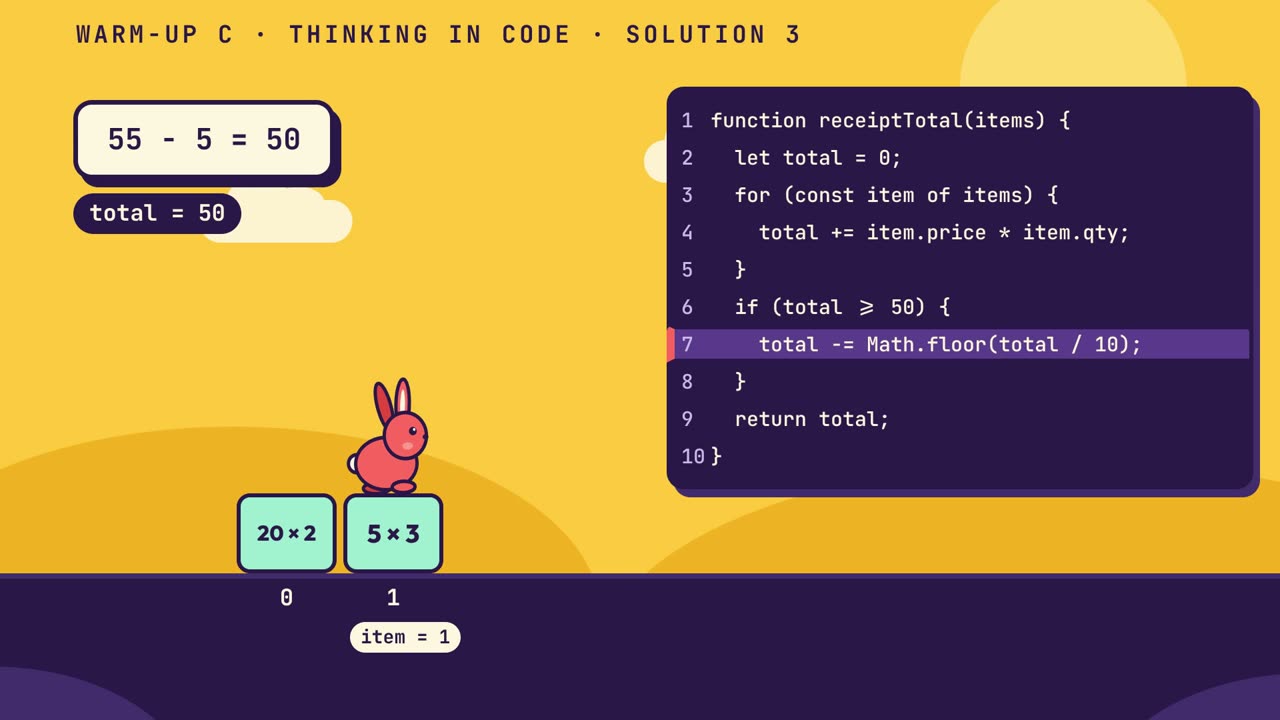 WARM-UP C · THINKING IN CODE · SOLUTION 3
55 - 5 = 50
total = 50
1 function receiptTotal(items) {
2   let total = 0;
3   for (const item of items) {
4     total += item.price * item.qty;
5   }
6   if (total ≥ 50) {
7     total -= Math.floor(total / 10);
8   }
9   return total;
10 }
20×2
5×3
0
1
item = 1